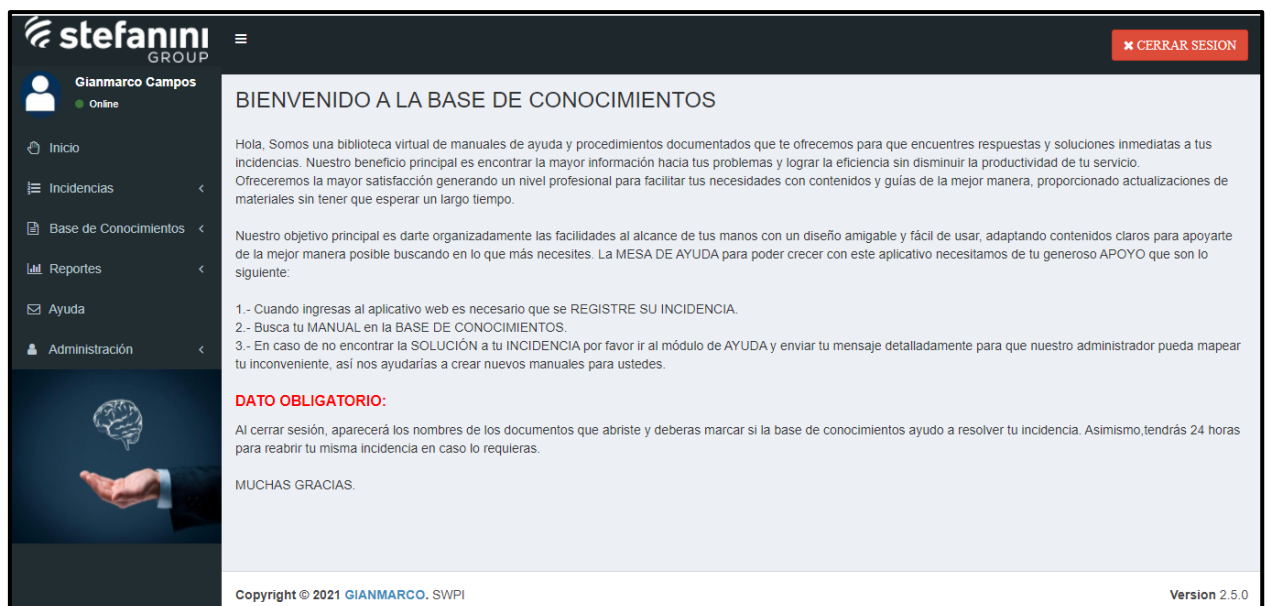 stefanini
GROUP
CERRAR SESION
Gianmarco Campos
Online
Inicio
Incidencias
Base de Conocimientos
Reportes
Ayuda
Administración
BIENVENIDO A LA BASE DE CONOCIMIENTOS
Hola, Somos una biblioteca virtual de manuales de ayuda y procedimientos documentados que te ofrecemos para que encuentres respuestas y soluciones inmediatas a tus
incidencias. Nuestro beneficio principal es encontrar la mayor información hacia tus problemas y lograr la eficiencia sin disminuir la productividad de tu servicio.
Ofreceremos la mayor satisfacción generando un nivel profesional para facilitar tus necesidades con contenidos y guías de la mejor manera, proporcionado actualizaciones de
materiales sin tener que esperar un largo tiempo.
Nuestro objetivo principal es darte organizadamente las facilidades al alcance de tus manos con un diseño amigable y fácil de usar, adaptando contenidos claros para apoyarte
de la mejor manera posible buscando en lo que más necesites. La MESA DE AYUDA para poder crecer con este aplicativo necesitamos de tu generoso APOYO que son lo
siguiente:
1.- Cuando ingresas al aplicativo web es necesario que se REGISTRE SU INCIDENCIA.
2.- Busca tu MANUAL en la BASE DE CONOCIMIENTOS.
3.- En caso de no encontrar la SOLUCIÓN a tu INCIDENCIA por favor ir al módulo de AYUDA y enviar tu mensaje detalladamente para que nuestro administrador pueda mapear
tu inconveniente, así nos ayudarías a crear nuevos manuales para ustedes.
DATO OBLIGATORIO:
Al cerrar sesión, aparecerá los nombres de los documentos que abriste y deberas marcar si la base de conocimientos ayudo a resolver tu incidencia. Asimismo,tendrás 24 horas
para reabrir tu misma incidencia en caso lo requieras.
MUCHAS GRACIAS.
Copyright © 2021 GIANMARCO. SWPI
Version 2.5.0